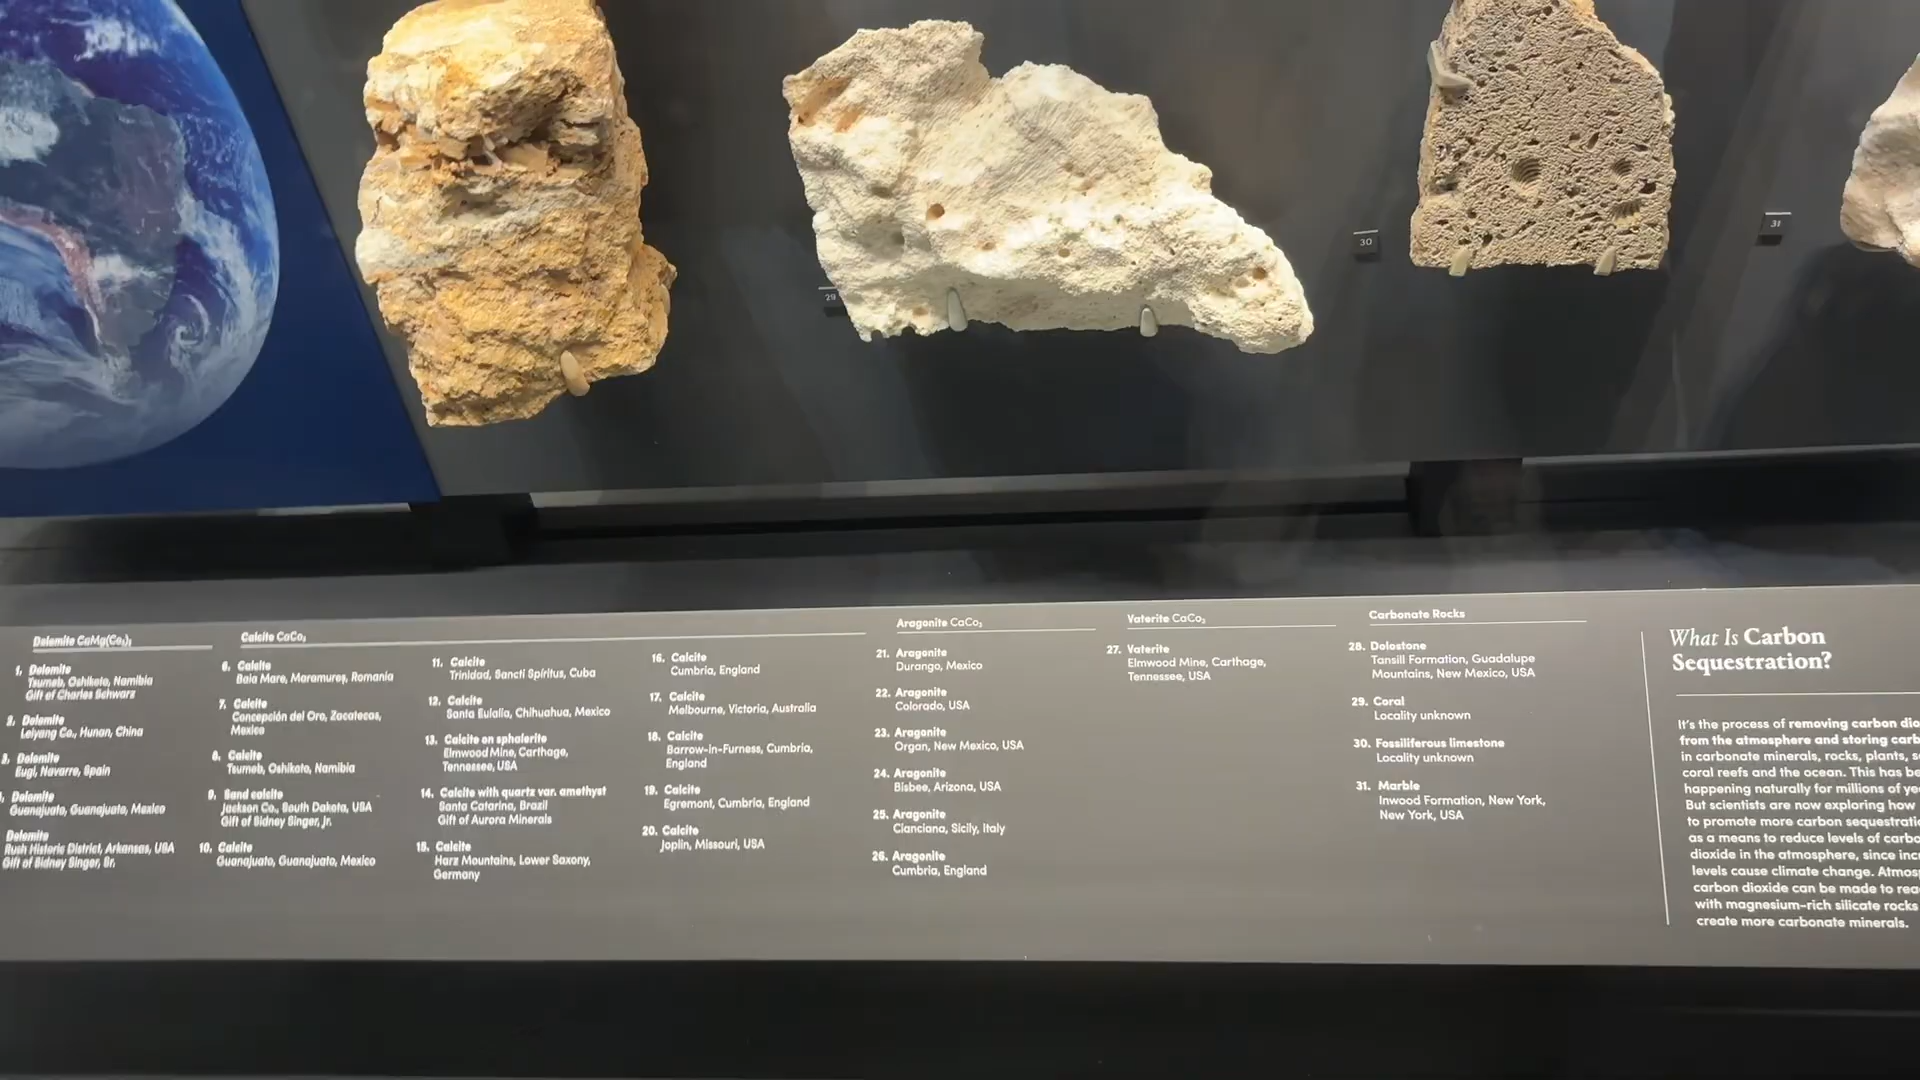 29
30
31
Dolomite CaMg(Co₃)₂
1. Dolomite
Tsumeb, Oshikoto, Namibia
Gift of Charles Schwarz
2. Dolomite
Leiyang Co., Hunan, China
3. Dolomite
Eugi, Navarra, Spain
Dolomite
Guanajuato, Guanajuato, Mexico
Dolomite
Rush Historic District, Arkansas, USA
Gift of Sidney Singer, Sr.
Calcite CaCo₃
6. Calcite
Baia Mare, Maramureş, Romania
7. Calcite
Concepción del Oro, Zacatecas,
Mexico
8. Calcite
Tsumeb, Oshikoto, Namibia
9. Sand calcite
Jackson Co., South Dakota, USA
Gift of Sidney Singer, Jr.
10. Calcite
Guanajuato, Guanajuato, Mexico
11. Calcite
Trinidad, Sancti Spíritus, Cuba
12. Calcite
Santa Eulalia, Chihuahua, Mexico
13. Calcite on sphalerite
Elmwood Mine, Carthage,
Tennessee, USA
14. Calcite with quartz var. amethyst
Santa Catarina, Brazil
Gift of Aurora Minerals
15. Calcite
Harz Mountains, Lower Saxony,
Germany
16. Calcite
Cumbria, England
17. Calcite
Melbourne, Victoria, Australia
18. Calcite
Barrow-in-Furness, Cumbria,
England
19. Calcite
Egremont, Cumbria, England
20. Calcite
Joplin, Missouri, USA
Aragonite CaCo₃
21. Aragonite
Durango, Mexico
22. Aragonite
Colorado, USA
23. Aragonite
Organ, New Mexico, USA
24. Aragonite
Bisbee, Arizona, USA
25. Aragonite
Cianciana, Sicily, Italy
26. Aragonite
Cumbria, England
Vaterite CaCo₃
27. Vaterite
Elmwood Mine, Carthage,
Tennessee, USA
Carbonate Rocks
28. Dolostone
Tansill Formation, Guadalupe
Mountains, New Mexico, USA
29. Coral
Locality unknown
30. Fossiliferous limestone
Locality unknown
31. Marble
Inwood Formation, New York,
New York, USA
What Is Carbon
Sequestration?
It's the process of removing carbon dio
from the atmosphere and storing carb
in carbonate minerals, rocks, plants, s
coral reefs and the ocean. This has be
happening naturally for millions of ye
But scientists are now exploring how
to promote more carbon sequestratio
as a means to reduce levels of carbo
dioxide in the atmosphere, since incr
levels cause climate change. Atmos
carbon dioxide can be made to rea
with magnesium-rich silicate rocks
create more carbonate minerals.